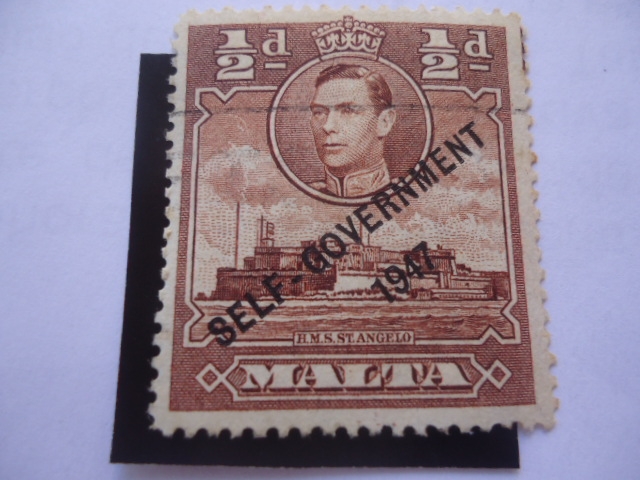 ½d ½d
SELF-GOVERNMENT
1947
H.M.S. ST. ANGELO
MALTA